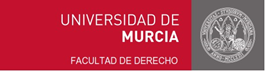 UNIVERSIDAD DE
MURCIA
FACULTAD DE DERECHO